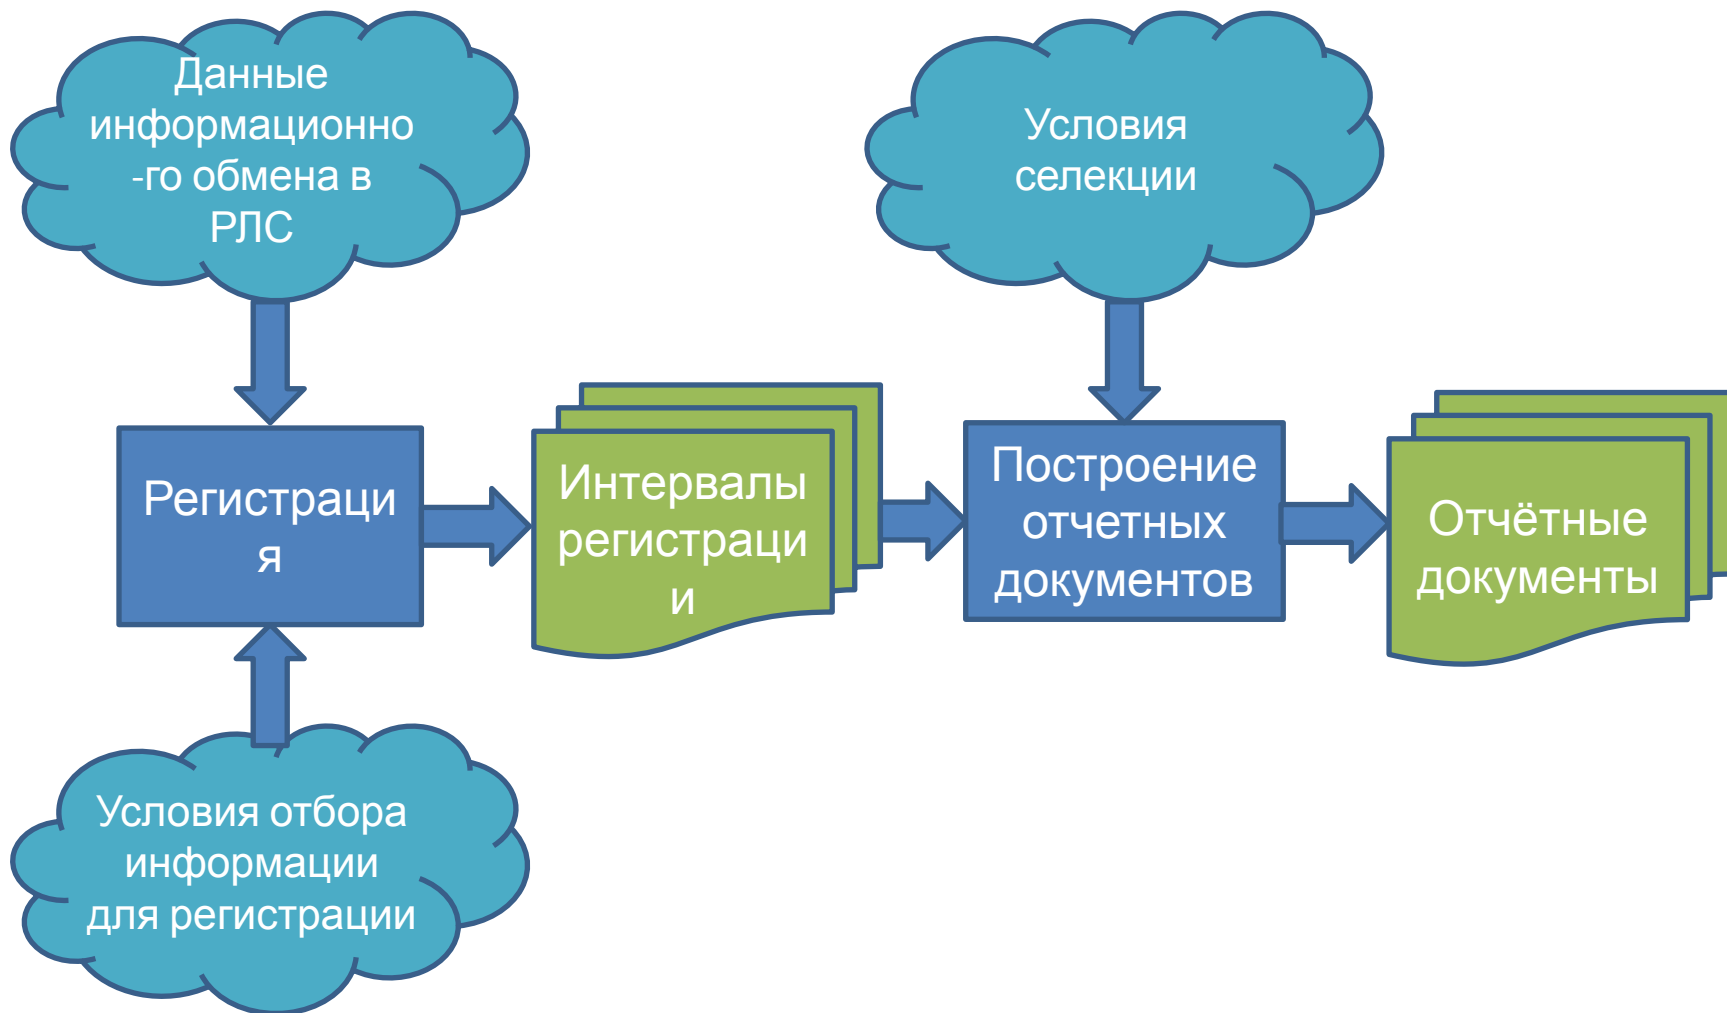 Данные
информационно
-го обмена в
РЛС
Условия
селекции
Регистраци
я
Интервалы
регистраци
и
Построение
отчетных
документов
Отчётные
документы
Условия отбора
информации
для регистрации